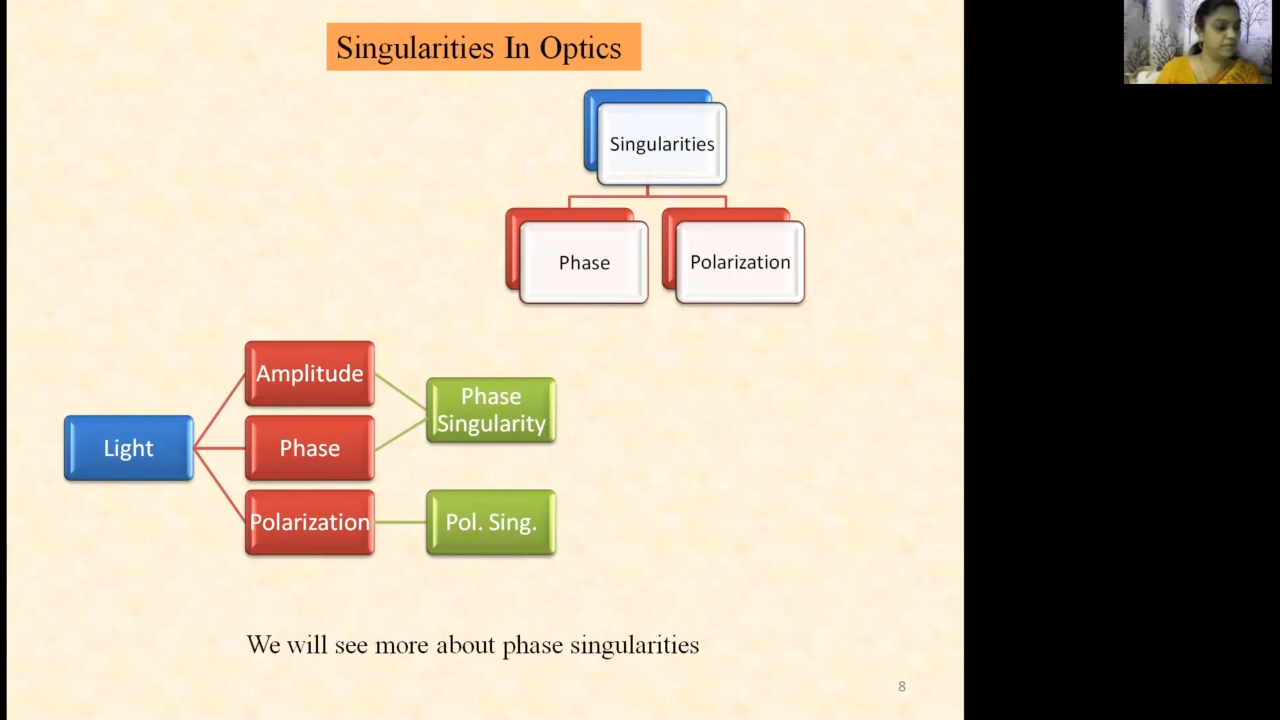 Singularities In Optics
Singularities
Phase
Polarization
Amplitude
Phase
Singularity
Light
Phase
Polarization
Pol. Sing.
We will see more about phase singularities
8